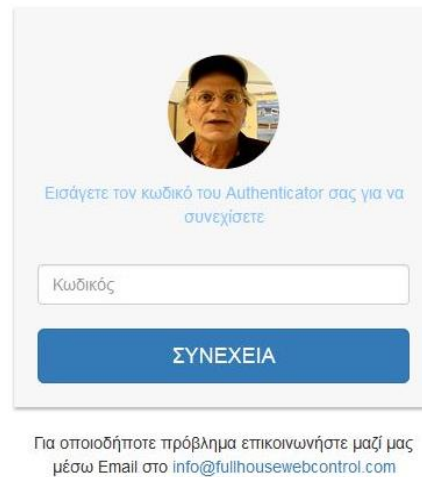 Εισάγετε τον κωδικό του Authenticator σας για να
συνεχίσετε
Κωδικός
ΣΥΝΕΧΕΙΑ
Για οποιοδήποτε πρόβλημα επικοινωνήστε μαζί μας
μέσω Email στο info@fullhousewebcontrol.com